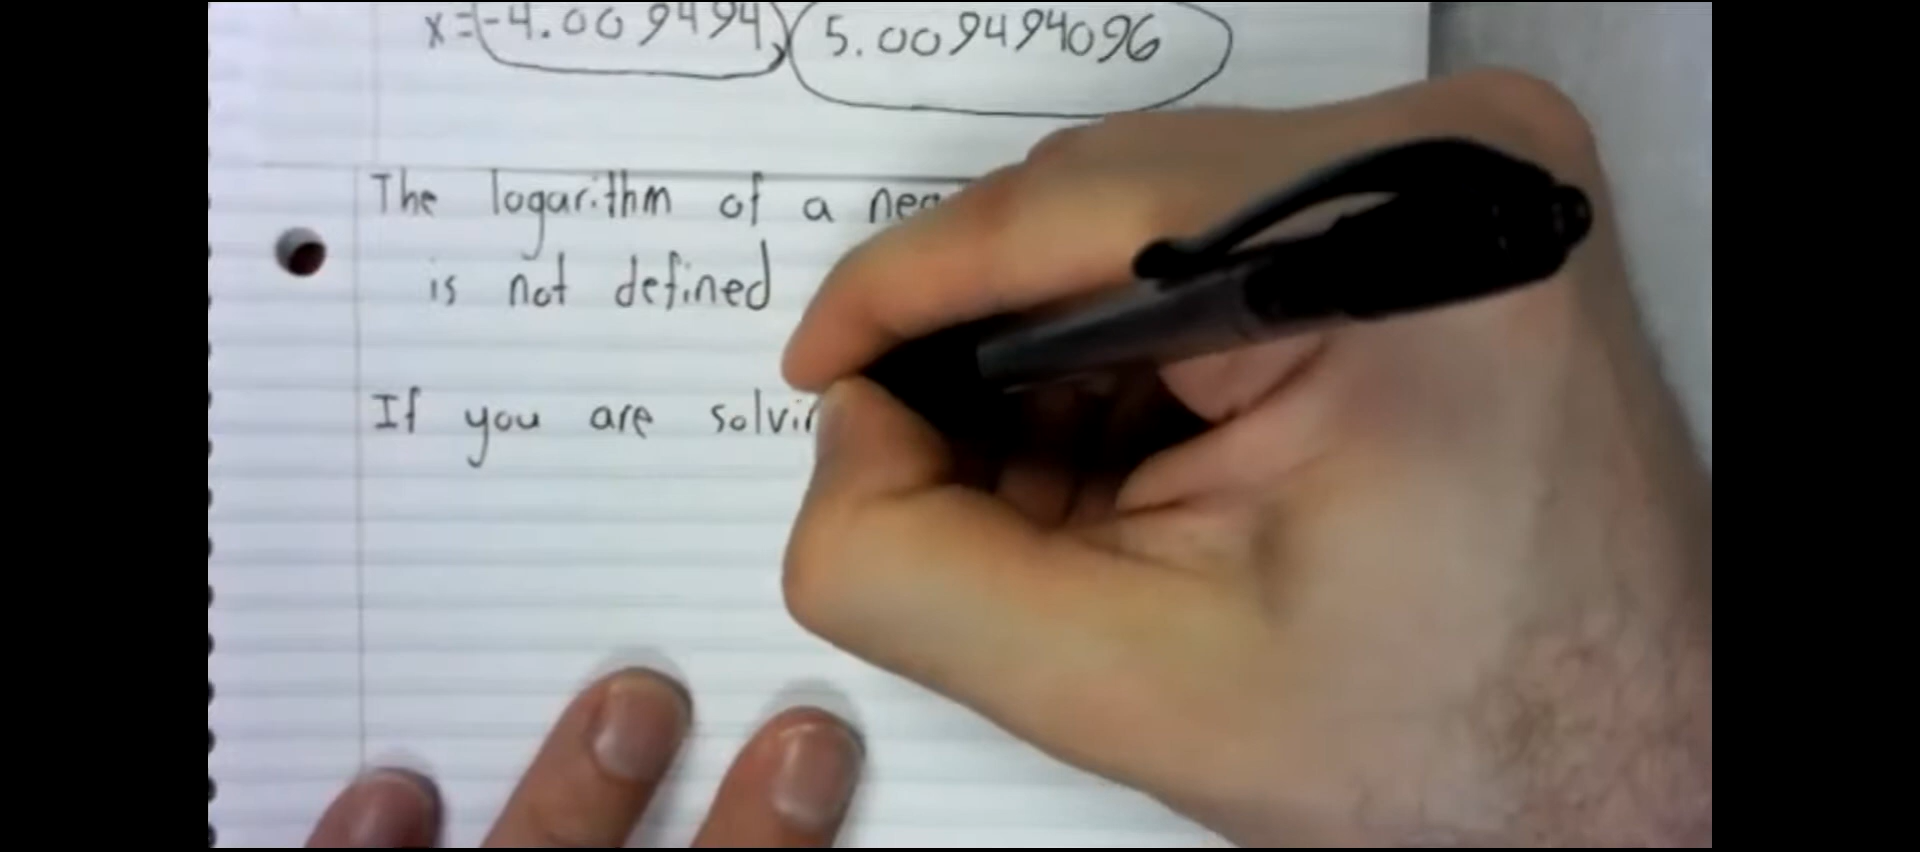 x = -4.009494, 5.009494096
The logarithm of a
is not defined
If you are